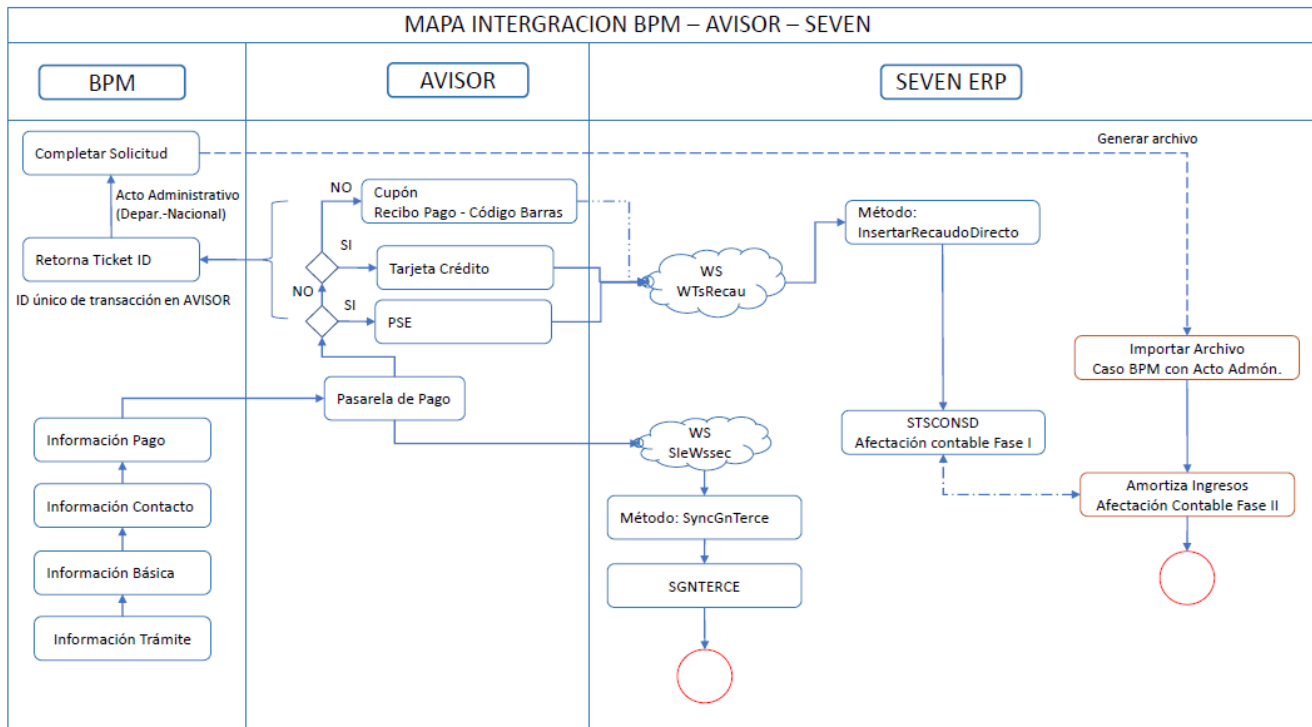 MAPA INTERGRACION BPM – AVISOR – SEVEN
BPM
AVISOR
SEVEN ERP
Completar Solicitud
Generar archivo
Acto Administrativo
(Depar.-Nacional)
Retorna Ticket ID
ID único de transacción en AVISOR
Información Pago
Información Contacto
Información Básica
Información Trámite
NO
Cupón
Recibo Pago - Código Barras
SI
Tarjeta Crédito
NO
SI
PSE
Pasarela de Pago
WS
WTsRecau
Método:
InsertarRecaudoDirecto
WS
SIeWssec
Método: SyncGnTerce
SGNTERCE
STSCONSD
Afectación contable Fase I
Importar Archivo
Caso BPM con Acto Admón.
Amortiza Ingresos
Afectación Contable Fase II